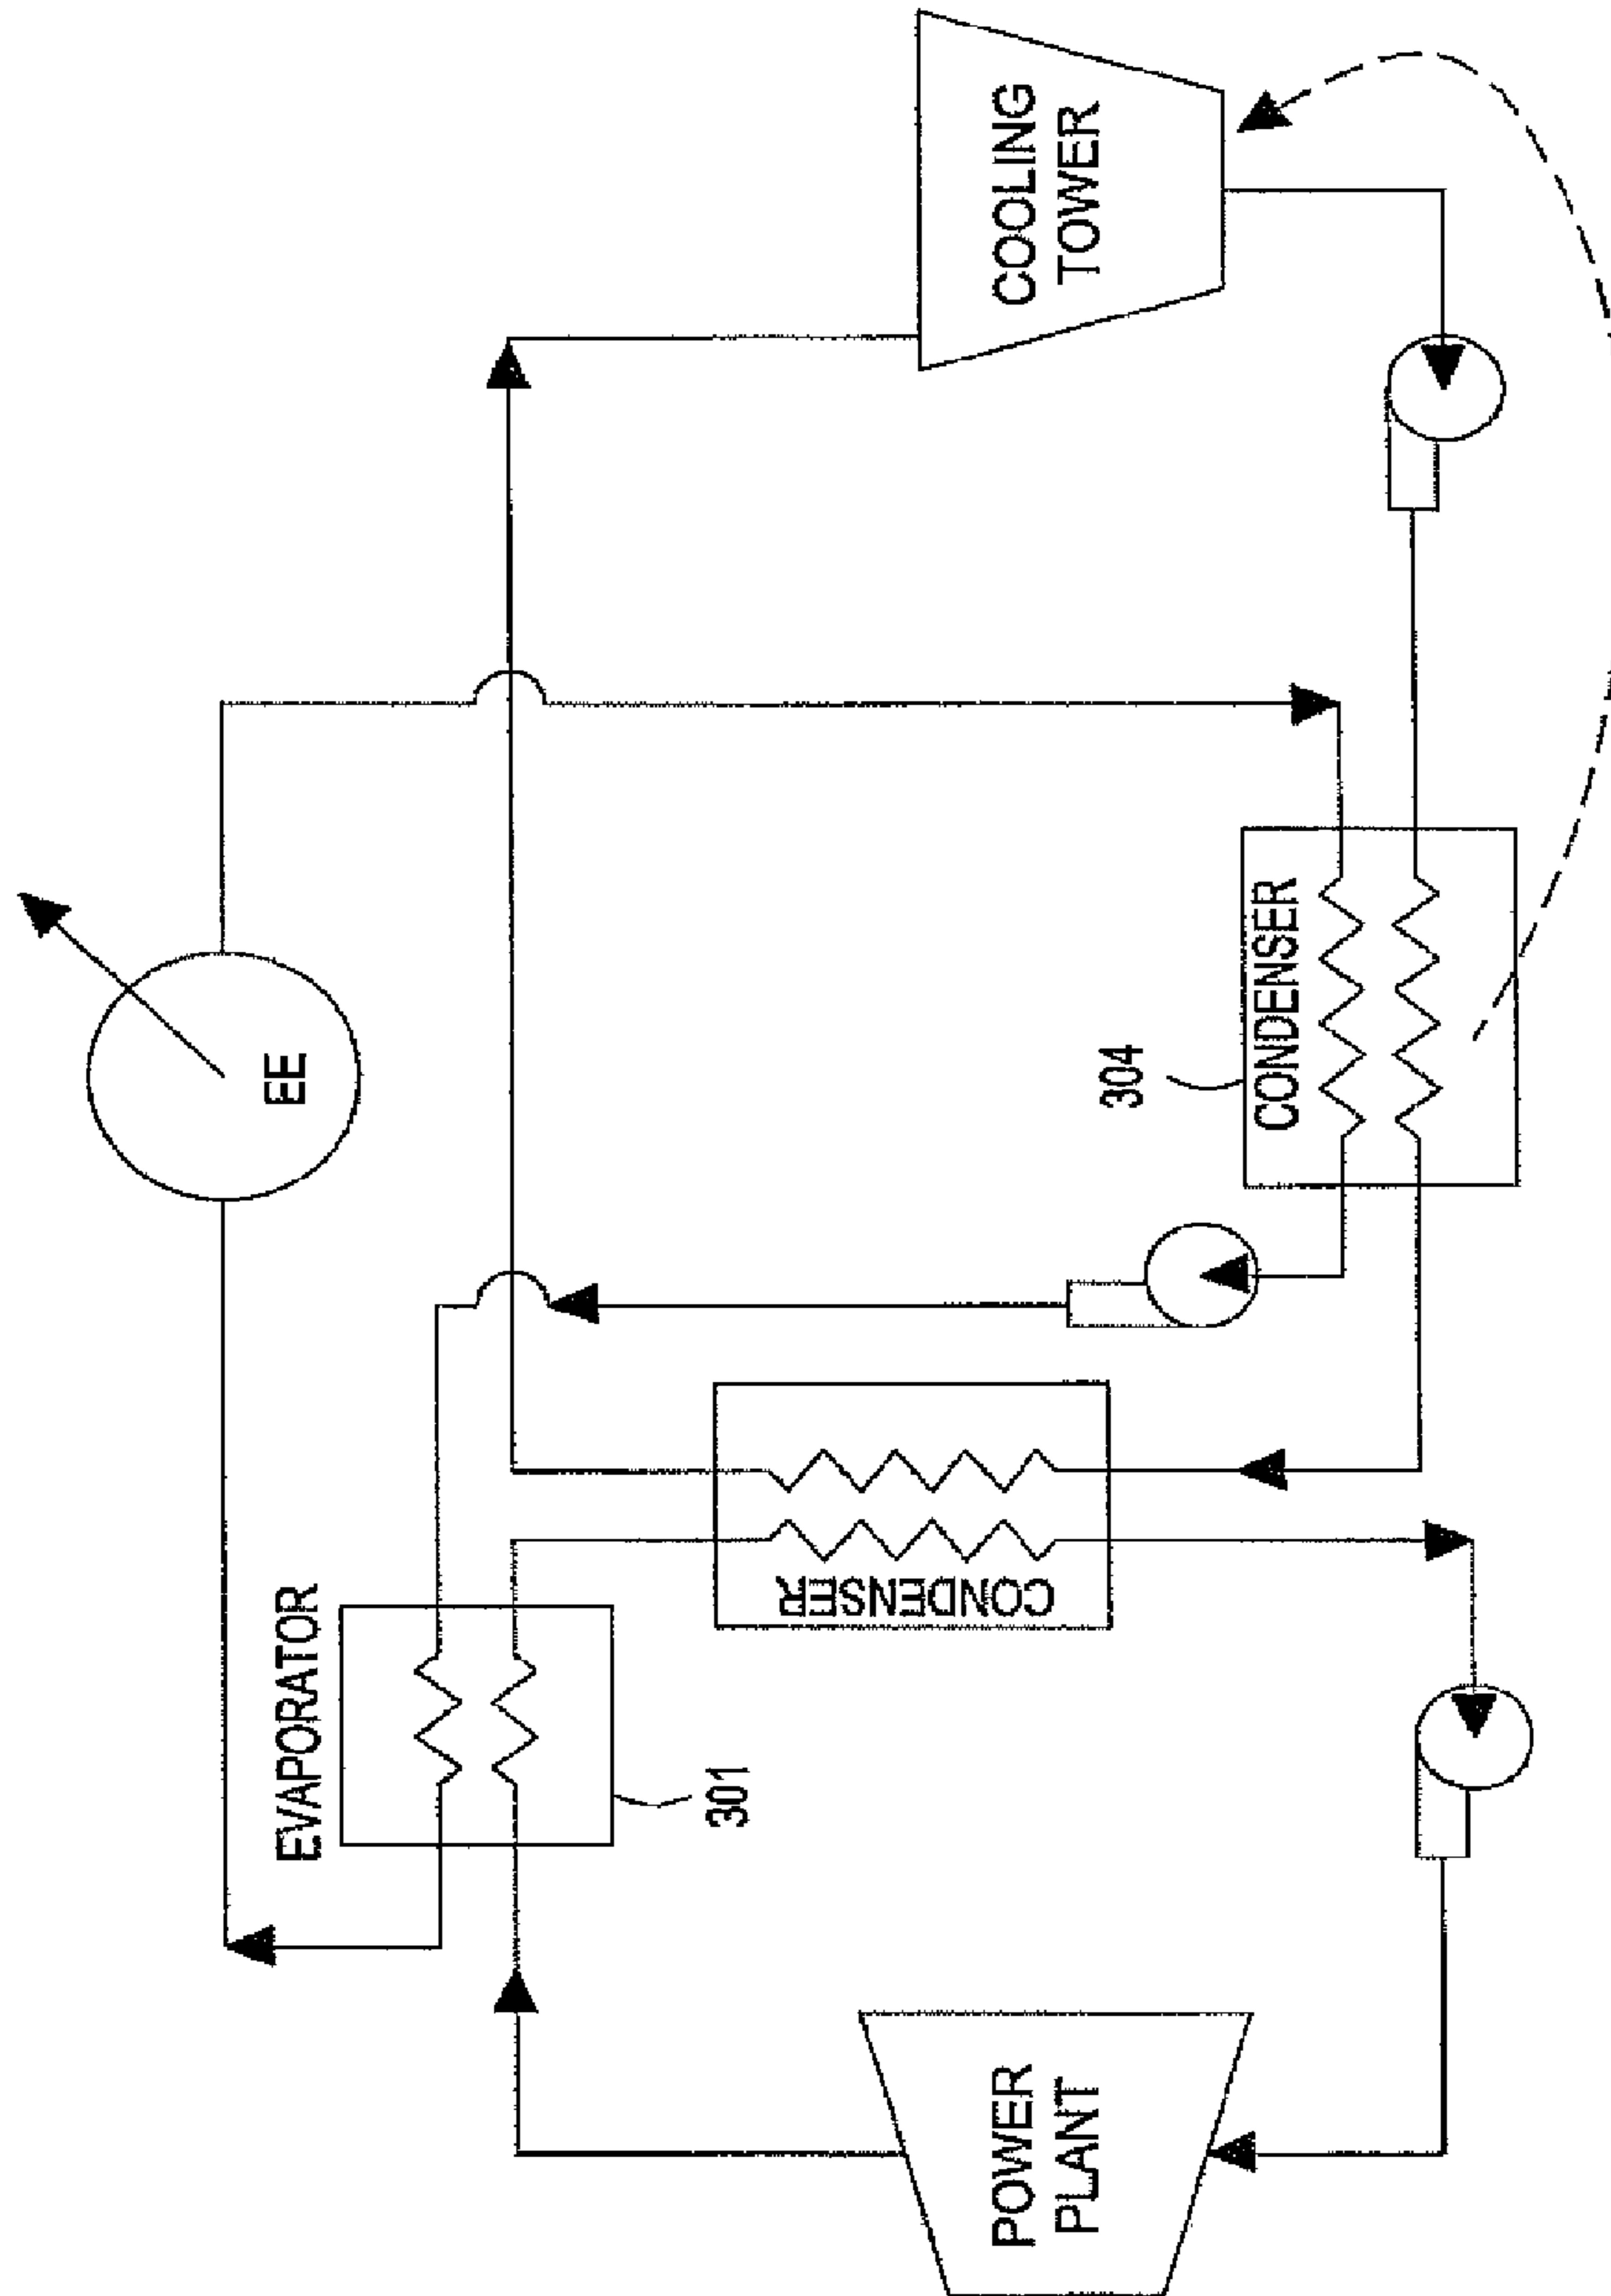 EE
EVAPORATOR
301
CONDENSER
304
CONDENSER
COOLING
TOWER
POWER
PLANT